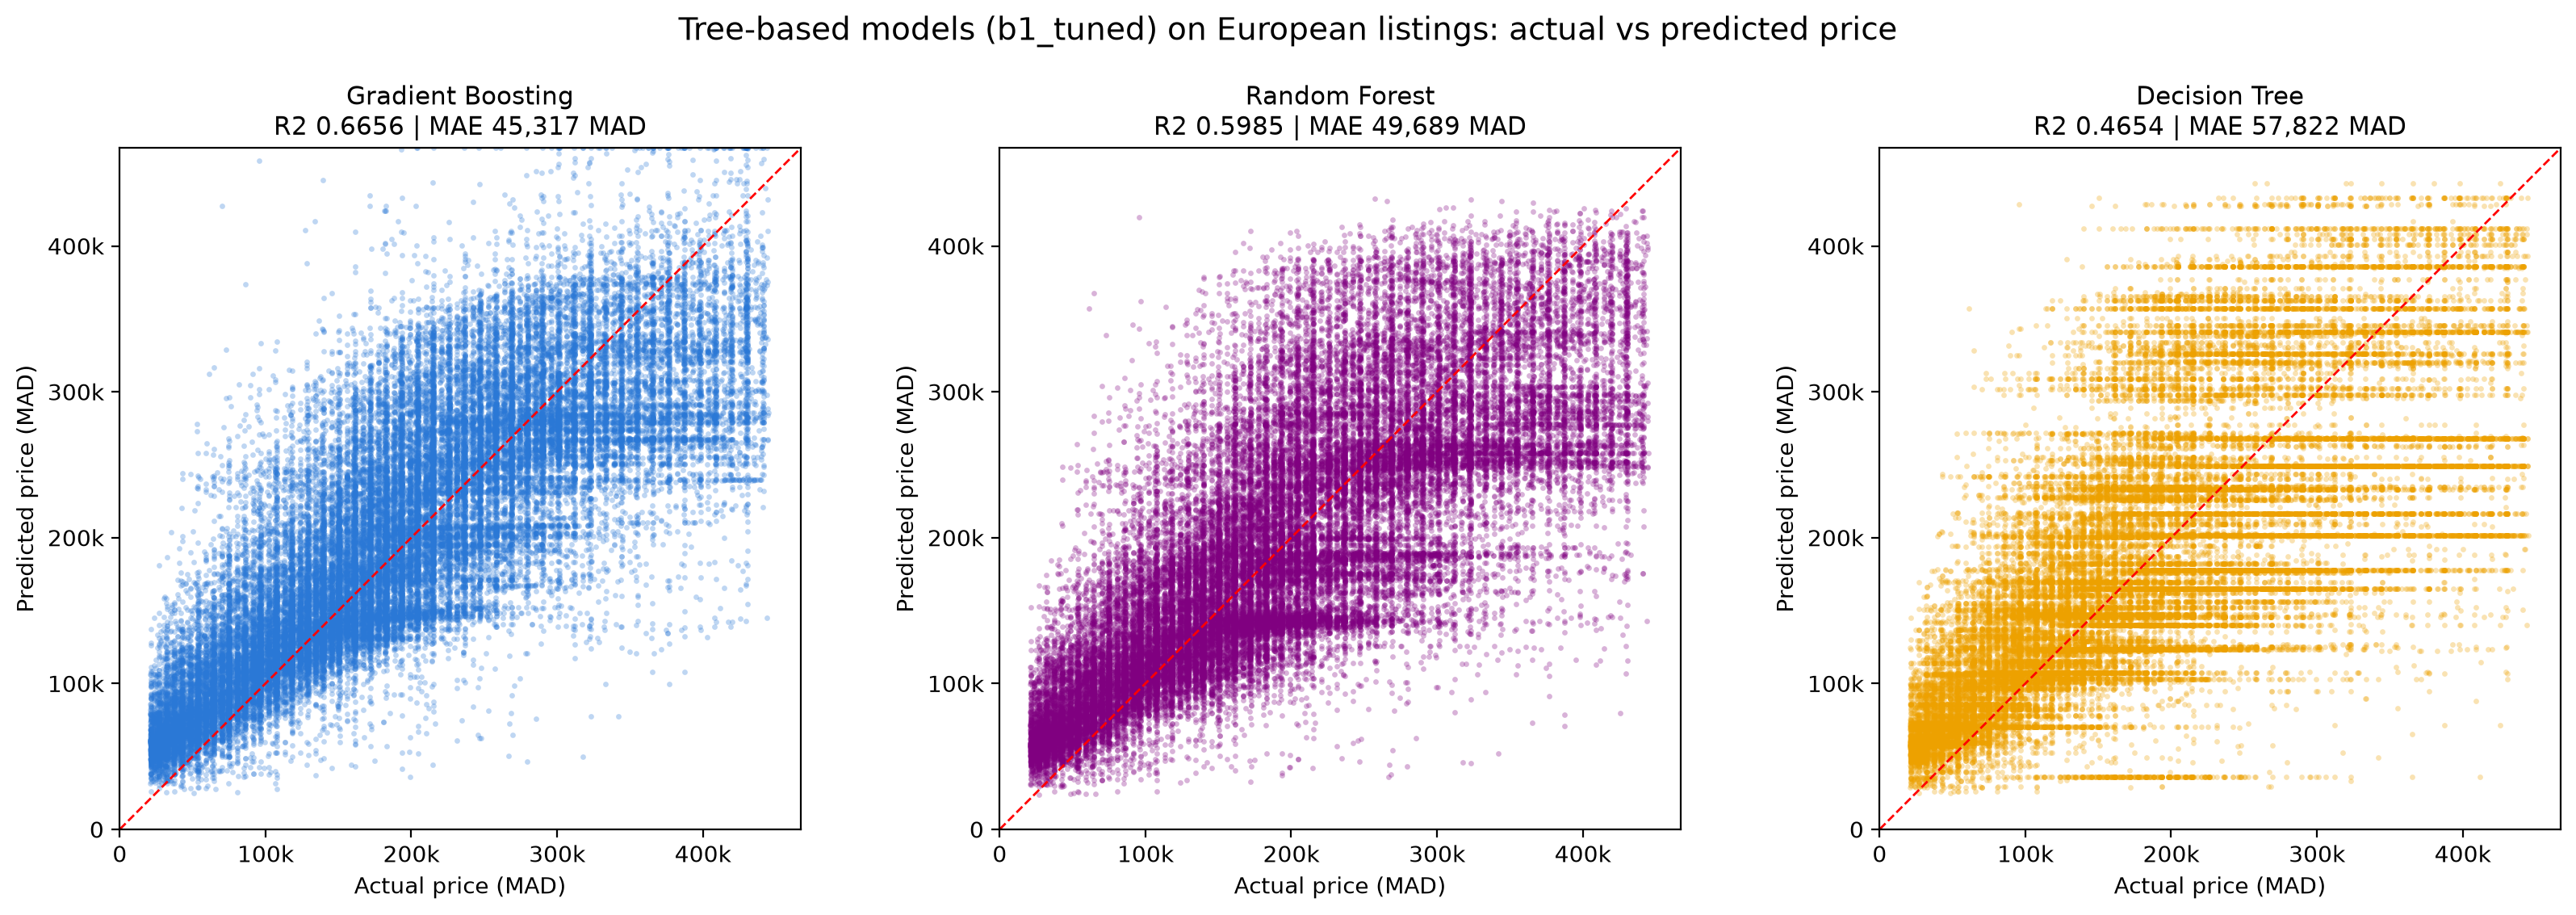 Tree-based models (b1_tuned) on European listings: actual vs predicted price
Gradient Boosting
R2 0.6656 | MAE 45,317 MAD
400k
300k
200k
100k
0
Predicted price (MAD)
0 100k 200k 300k 400k
Actual price (MAD)
Random Forest
R2 0.5985 | MAE 49,689 MAD
400k
300k
200k
100k
0
Predicted price (MAD)
0 100k 200k 300k 400k
Actual price (MAD)
Decision Tree
R2 0.4654 | MAE 57,822 MAD
400k
300k
200k
100k
0
Predicted price (MAD)
0 100k 200k 300k 400k
Actual price (MAD)